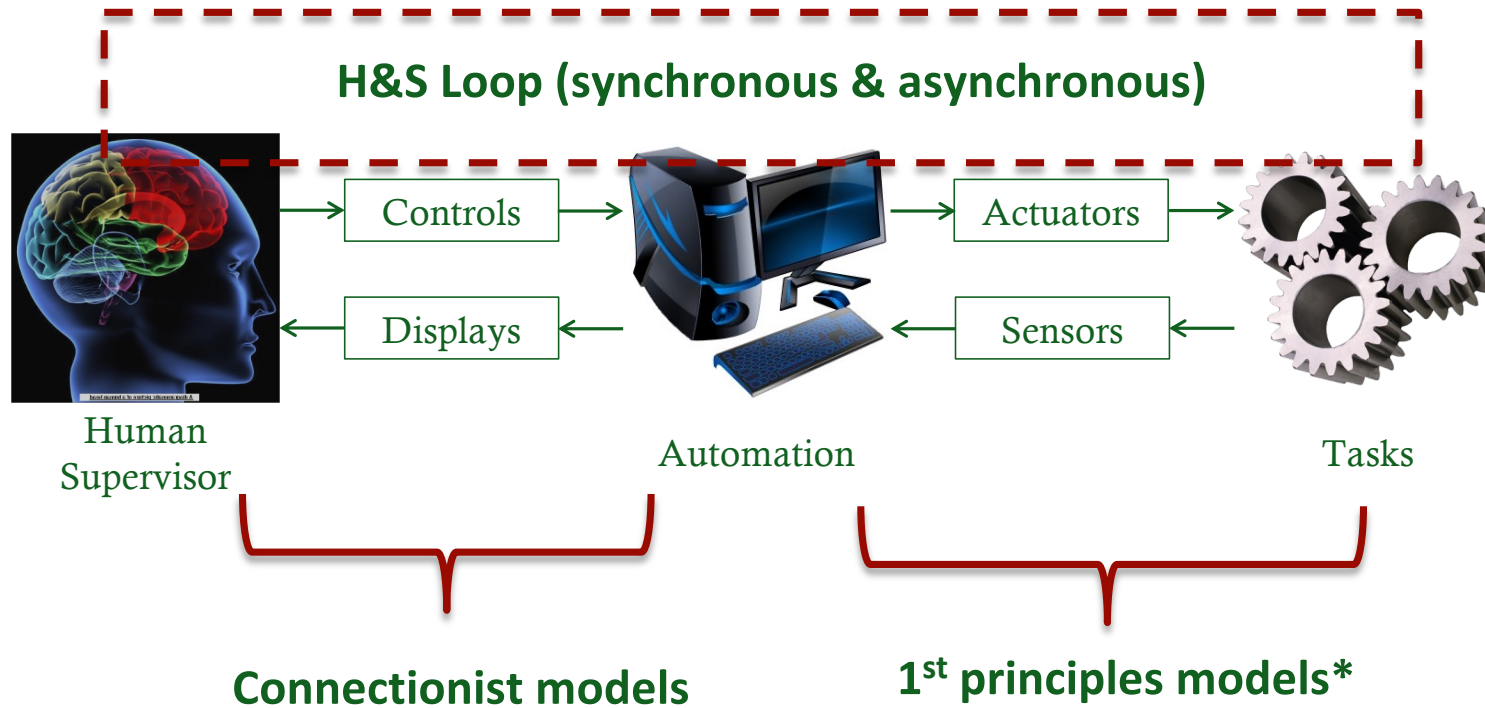 H&S Loop (synchronous & asynchronous)
Controls
Actuators
Displays
Sensors
Human
Supervisor
Automation
Tasks
Connectionist models
1st principles models*